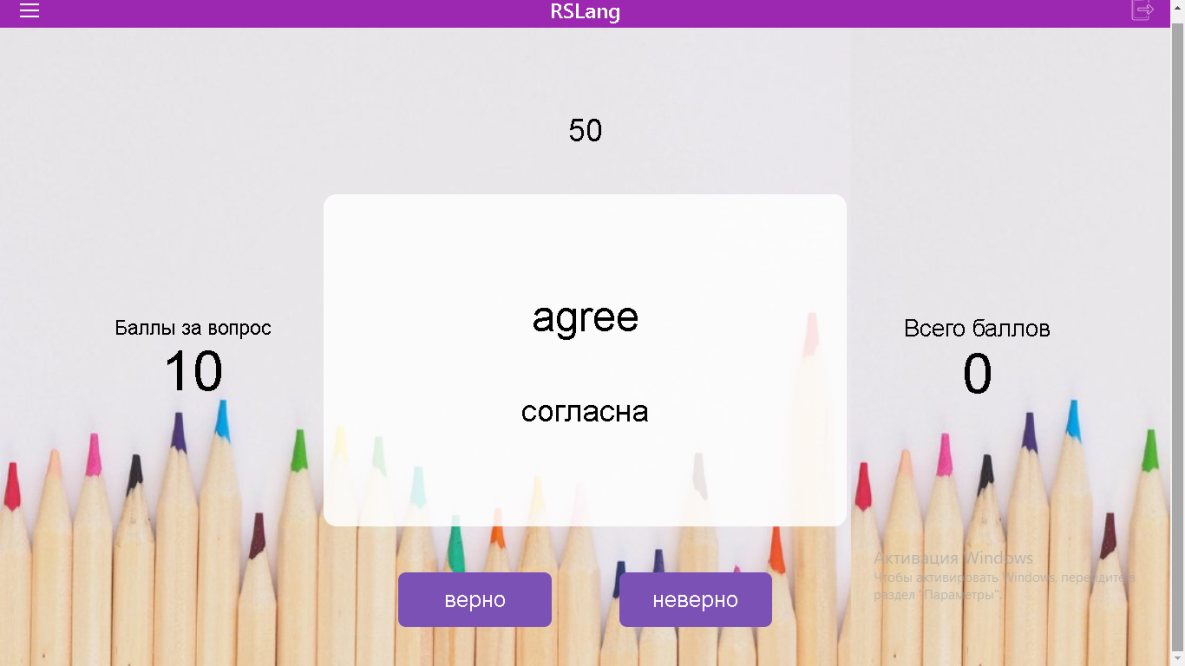 RSLang
50
Баллы за вопрос
10
agree
согласна
Всего баллов
0
верно
неверно
Активация Windows
Чтобы активировать Windows, перейдите в
раздел "Параметры".